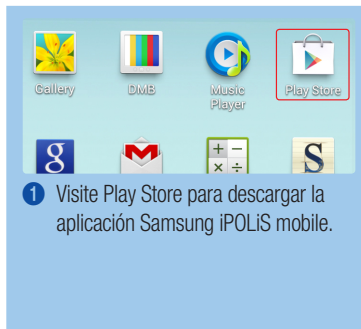 Gallery DMB Music Player Play Store
g M + − × ÷ S
1 Visite Play Store para descargar la
aplicación Samsung iPOLiS mobile.